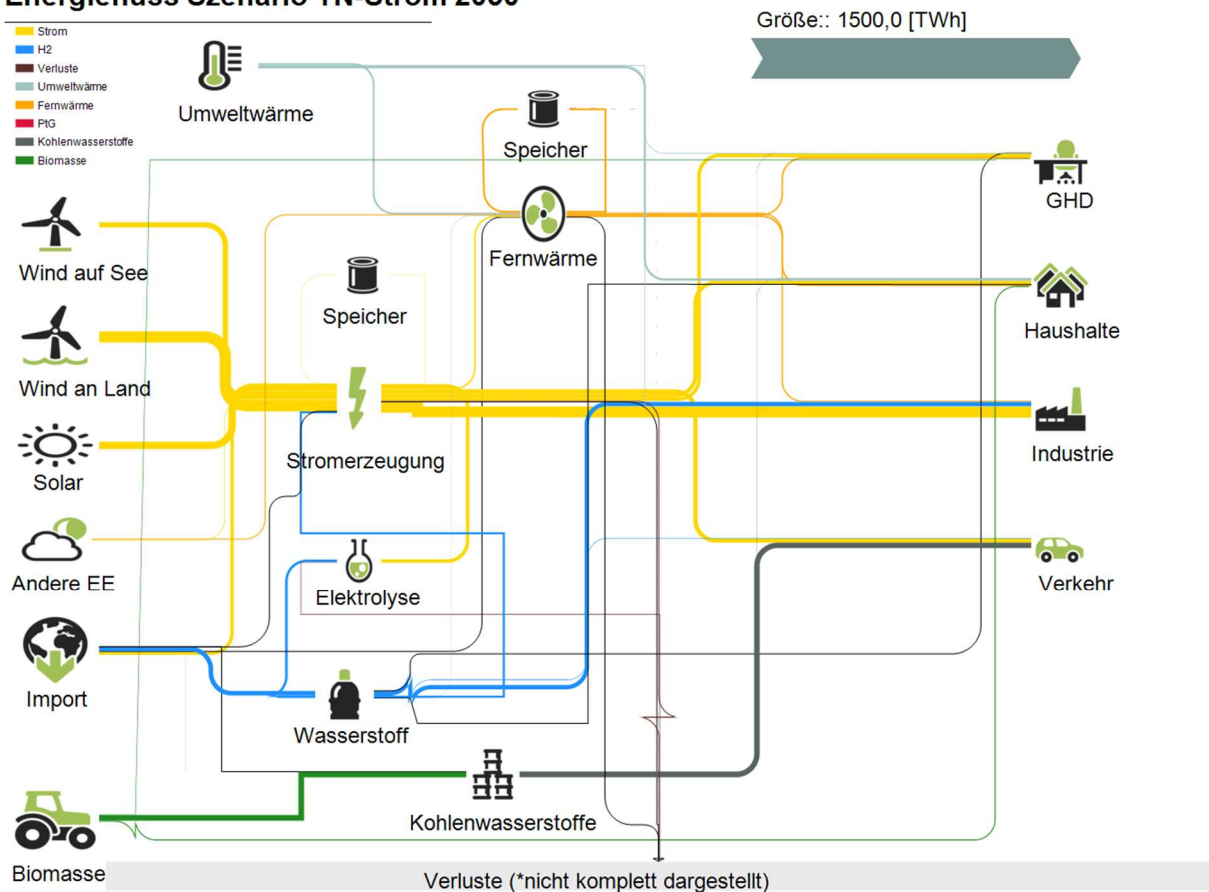 Größe:: 1500,0 [TWh]
Strom
H2
Verluste
Umweltwärme
Fernwärme
PtG
Kohlenwasserstoffe
Biomasse
Umweltwärme
Speicher
GHD
Fernwärme
Wind auf See
Speicher
Haushalte
Wind an Land
Stromerzeugung
Industrie
Solar
Andere EE
Elektrolyse
Verkehr
Import
Wasserstoff
Kohlenwasserstoffe
Biomasse
Verluste (*nicht komplett dargestellt)